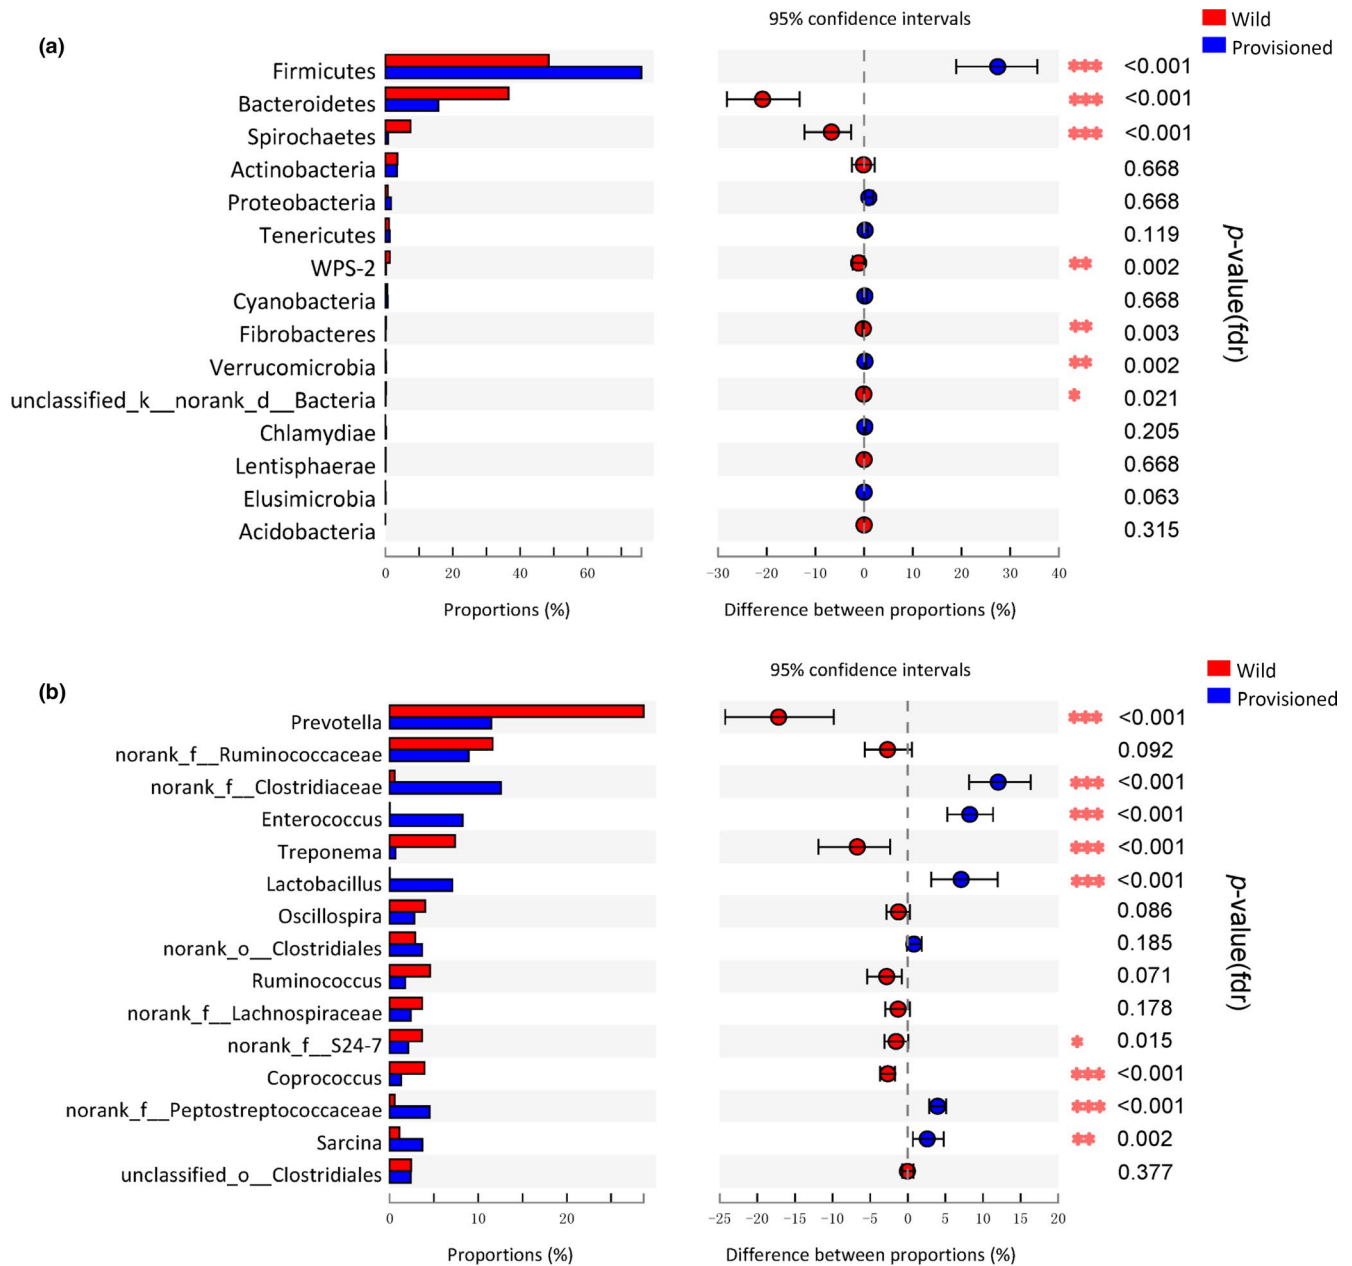 95% confidence intervals
Wild
Provisioned
(a)
Firmicutes *** <0.001
Bacteroidetes *** <0.001
Spirochaetes *** <0.001
Actinobacteria 0.668
Proteobacteria 0.668
Tenericutes 0.119
WPS-2 ** 0.002
Cyanobacteria 0.668
Fibrobacteres ** 0.003
Verrucomicrobia ** 0.002
unclassified_k__norank_d__Bacteria * 0.021
Chlamydiae 0.205
Lentisphaerae 0.668
Elusimicrobia 0.063
Acidobacteria 0.315
p-value(fdr)
0 20 40 60 -30 -20 -10 0 10 20 30 40
Proportions (%) Difference between proportions (%)
95% confidence intervals
Wild
Provisioned
(b)
Prevotella *** <0.001
norank_f__Ruminococcaceae 0.092
norank_f__Clostridiaceae *** <0.001
Enterococcus *** <0.001
Treponema *** <0.001
Lactobacillus *** <0.001
Oscillospira 0.086
norank_o__Clostridiales 0.185
Ruminococcus 0.071
norank_f__Lachnospiraceae 0.178
norank_f__S24-7 * 0.015
Coprococcus *** <0.001
norank_f__Peptostreptococcaceae *** <0.001
Sarcina ** 0.002
unclassified_o__Clostridiales 0.377
p-value(fdr)
0 10 20 -25 -20 -15 -10 -5 0 5 10 15 20
Proportions (%) Difference between proportions (%)